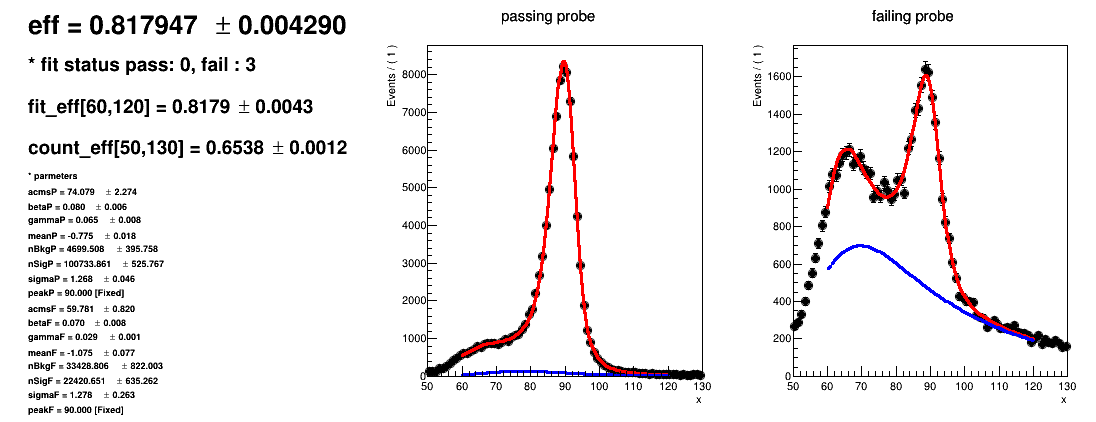 eff = 0.817947 ± 0.004290
* fit status pass: 0, fail : 3
fit_eff[60,120] = 0.8179 ± 0.0043
count_eff[50,130] = 0.6538 ± 0.0012
* parmeters
acmsP = 74.079 ± 2.274
betaP = 0.080 ± 0.006
gammaP = 0.065 ± 0.008
meanP = -0.775 ± 0.018
nBkgP = 4699.508 ± 395.758
nSigP = 100733.861 ± 525.767
sigmaP = 1.268 ± 0.046
peakP = 90.000 [Fixed]
acmsF = 59.781 ± 0.820
betaF = 0.070 ± 0.008
gammaF = 0.029 ± 0.001
meanF = -1.075 ± 0.077
nBkgF = 33428.806 ± 822.003
nSigF = 22420.651 ± 635.262
sigmaF = 1.278 ± 0.263
peakF = 90.000 [Fixed]
passing probe
Events / ( 1 )
8000
7000
6000
5000
4000
3000
2000
1000
0
50 60 70 80 90 100 110 120 130
x
failing probe
Events / ( 1 )
1600
1400
1200
1000
800
600
400
200
0
50 60 70 80 90 100 110 120 130
x